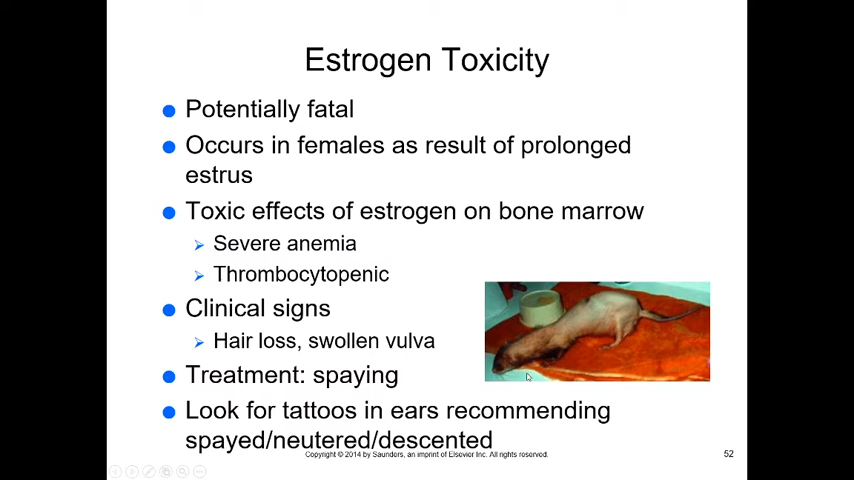 Estrogen Toxicity
Potentially fatal
Occurs in females as result of prolonged
estrus
Toxic effects of estrogen on bone marrow
Severe anemia
Thrombocytopenic
Clinical signs
Hair loss, swollen vulva
Treatment: spaying
Look for tattoos in ears recommending
spayed/neutered/descented
Copyright © 2014 by Saunders, an imprint of Elsevier Inc. All rights reserved.
52